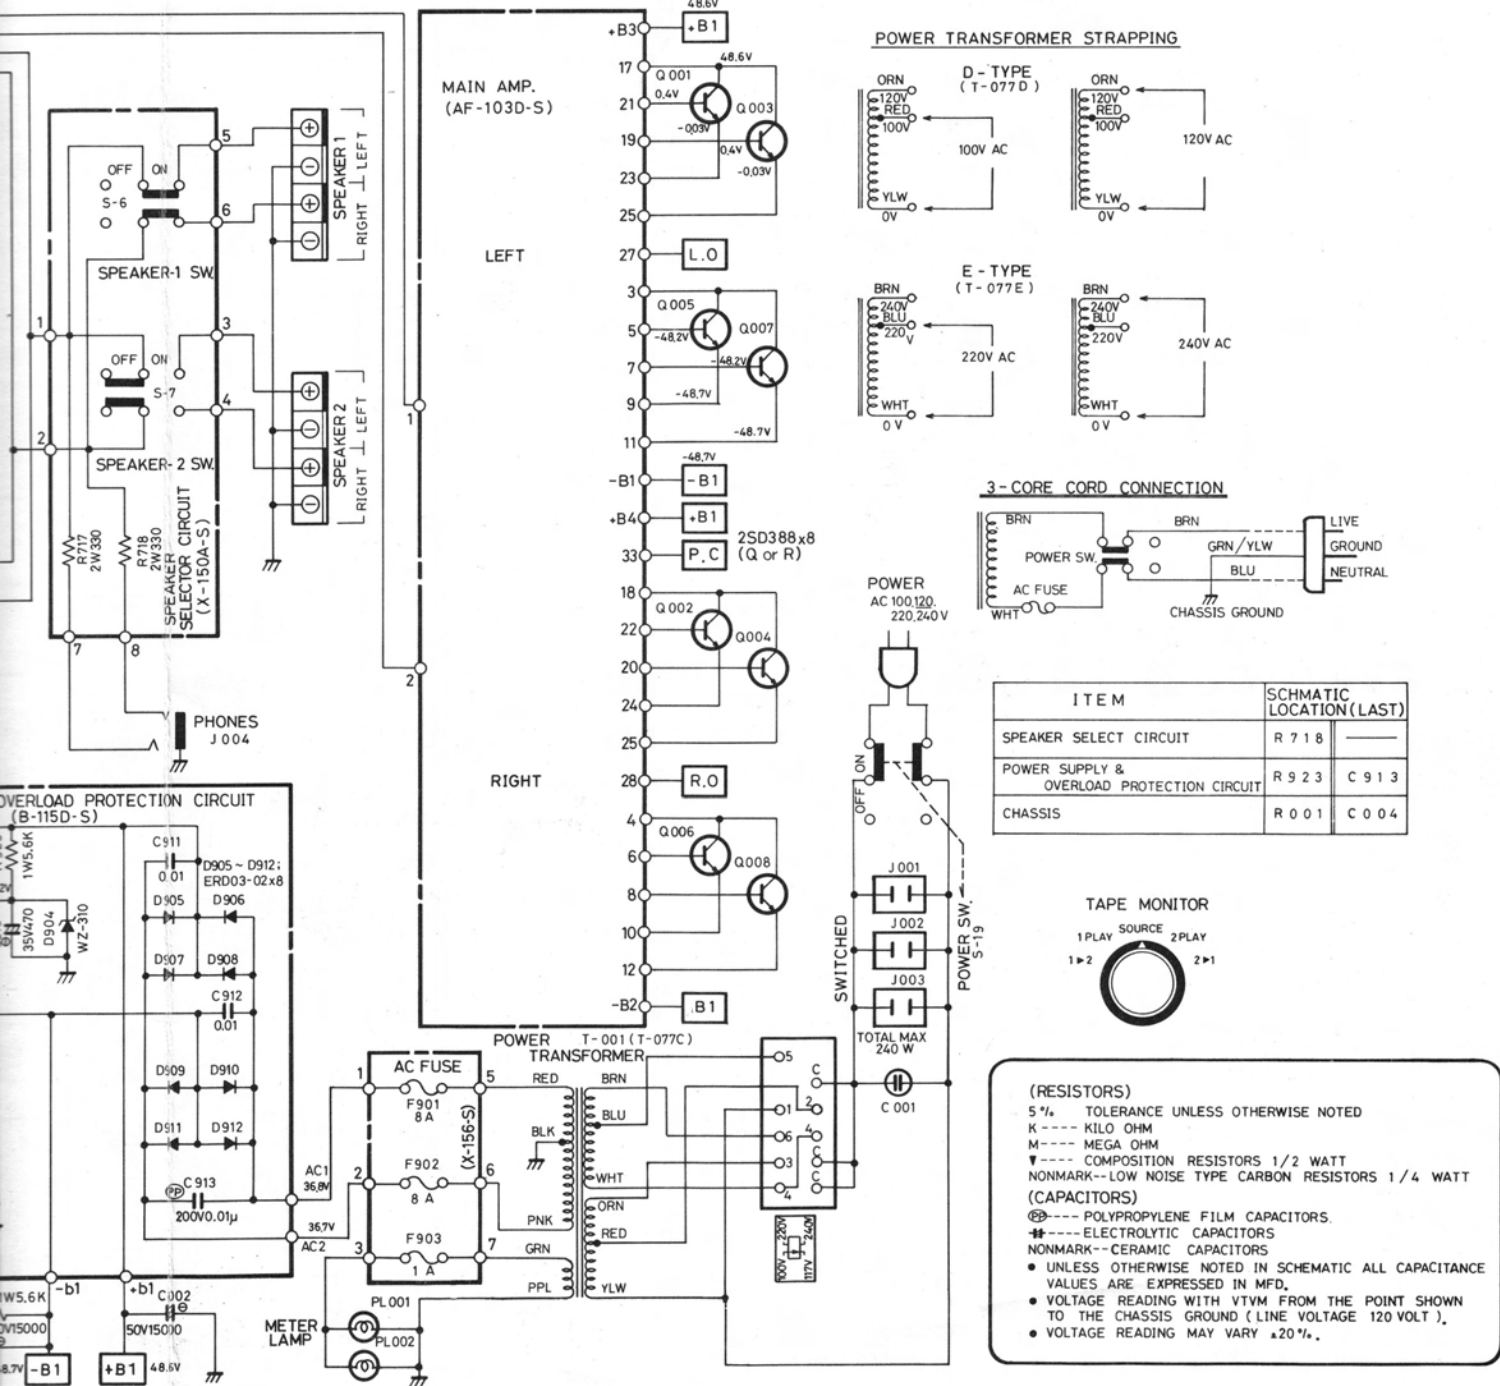 48.6V
+B3
+B1
17
48.6V
MAIN AMP.
(AF-103D-S)
Q 001
0.4V
21
Q 003
-0.03V
19
0.4V
-0.03V
23
25
LEFT
27
L.O
3
Q 005
5
Q007
-48.2V
7
-48.2V
9
-48.7V
11
-48.7V
-48.7V
-B1
-B1
+B4
+B1
2SD388x8
(Q or R)
33
P.C
18
Q 002
22
Q004
20
24
25
RIGHT
28
R.O
4
Q006
6
Q008
8
10
12
-B2
.B1
1
2
POWER TRANSFORMER STRAPPING
D - TYPE
(T-077D)
ORN
120V
RED
100V
100V AC
YLW
0V
ORN
120V
RED
100V
120V AC
YLW
0V
E - TYPE
(T-077E)
BRN
240V
BLU
220
V
220V AC
WHT
0 V
BRN
240V
BLU
220V
240V AC
WHT
0 V
3-CORE CORD CONNECTION
BRN
BRN
LIVE
GRN/YLW
GROUND
POWER SW.
BLU
NEUTRAL
AC FUSE
WHT
CHASSIS GROUND
5
OFF
ON
S-6
6
SPEAKER-1 SW.
+
−
+
−
SPEAKER 1
RIGHT ⊥ LEFT
1
3
OFF
ON
S-7
4
2
SPEAKER-2 SW.
+
−
+
−
SPEAKER 2
RIGHT ⊥ LEFT
R717
2W330
R718
2W330
SPEAKER
SELECTOR CIRCUIT
(X-150A-S)
7
8
PHONES
J004
POWER
AC 100,120.
220,240 V
ON
OFF
SWITCHED
POWER SW.
S-19
J001
J002
J003
TOTAL MAX
240 W
C 001
ITEM
SCHMATIC
LOCATION(LAST)
SPEAKER SELECT CIRCUIT
R 718
POWER SUPPLY &
OVERLOAD PROTECTION CIRCUIT
R 923
C 913
CHASSIS
R 001
C 004
TAPE MONITOR
SOURCE
1 PLAY
2 PLAY
1▶2
2▶1
OVERLOAD PROTECTION CIRCUIT
(B-115D-S)
1W5.6K
2V
35V470
D904
WZ-310
C911
0.01
D905 ~ D912:
ERD03-02x8
D905
D906
D907
D908
C912
0.01
D909
D910
D911
D912
PP
C913
200V0.01μ
AC1
36.8V
36.7V
AC2
-b1
+b1
1W5.6K
0V15000
C002
50V15000
8.7V
-B1
+B1
48.6V
METER
LAMP
PL001
PL002
AC FUSE
1
5
F901
8A
2
6
F902
8 A
3
7
F903
1 A
(X-156-S)
POWER
TRANSFORMER
T-001 (T-077C)
RED
BRN
BLU
BLK
WHT
PNK
ORN
RED
GRN
PPL
YLW
5
C
1
2
6
4
3
C
4
C
100V
220V
117V
240V
(RESISTORS)
5 % TOLERANCE UNLESS OTHERWISE NOTED
K---- KILO OHM
M---- MEGA OHM
▼---- COMPOSITION RESISTORS 1/2 WATT
NONMARK--LOW NOISE TYPE CARBON RESISTORS 1/4 WATT
(CAPACITORS)
PP---- POLYPROPYLENE FILM CAPACITORS.
---- ELECTROLYTIC CAPACITORS
NONMARK--CERAMIC CAPACITORS
● UNLESS OTHERWISE NOTED IN SCHEMATIC ALL CAPACITANCE
VALUES ARE EXPRESSED IN MFD.
● VOLTAGE READING WITH VTVM FROM THE POINT SHOWN
TO THE CHASSIS GROUND (LINE VOLTAGE 120 VOLT).
● VOLTAGE READING MAY VARY ±20%.